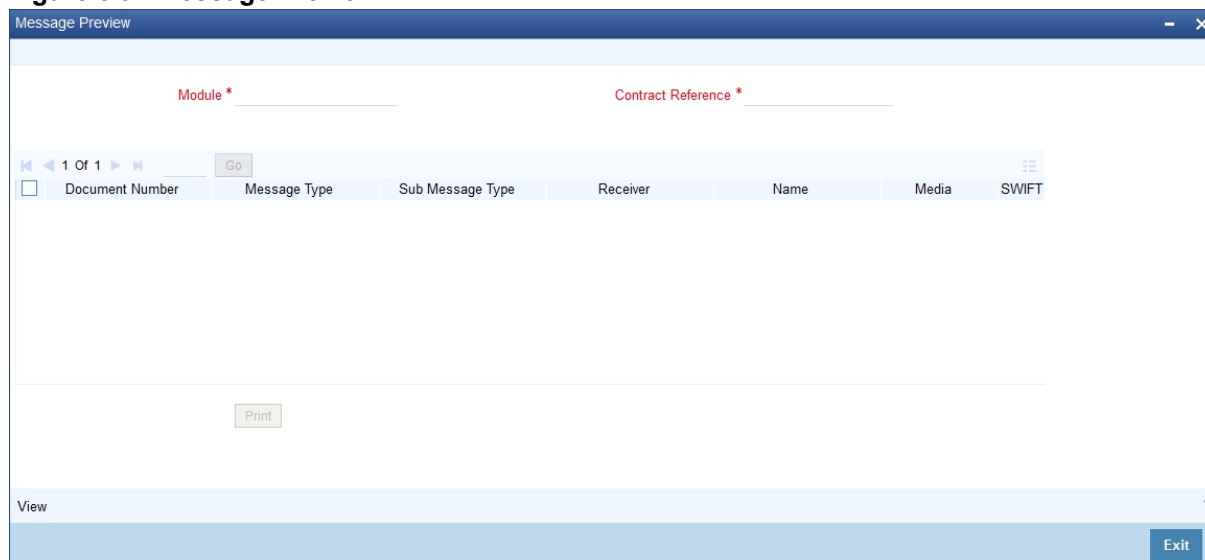 Message Preview
Module *
Contract Reference *
1 Of 1
Go
Document Number Message Type Sub Message Type Receiver Name Media SWIFT
Print
View
Exit